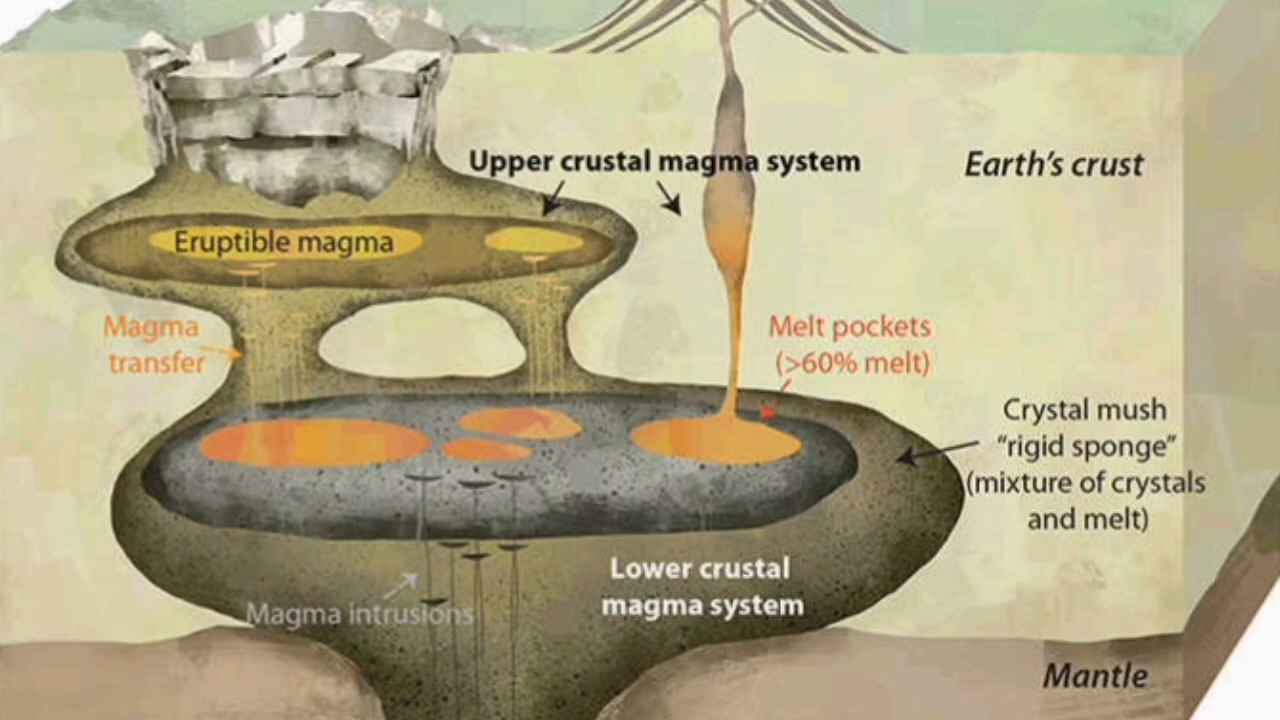 Upper crustal magma system
Earth's crust
Eruptible magma
Magma
transfer
Melt pockets
(>60% melt)
Crystal mush
“rigid sponge”
(mixture of crystals
and melt)
Lower crustal
magma system
Magma intrusions
Mantle